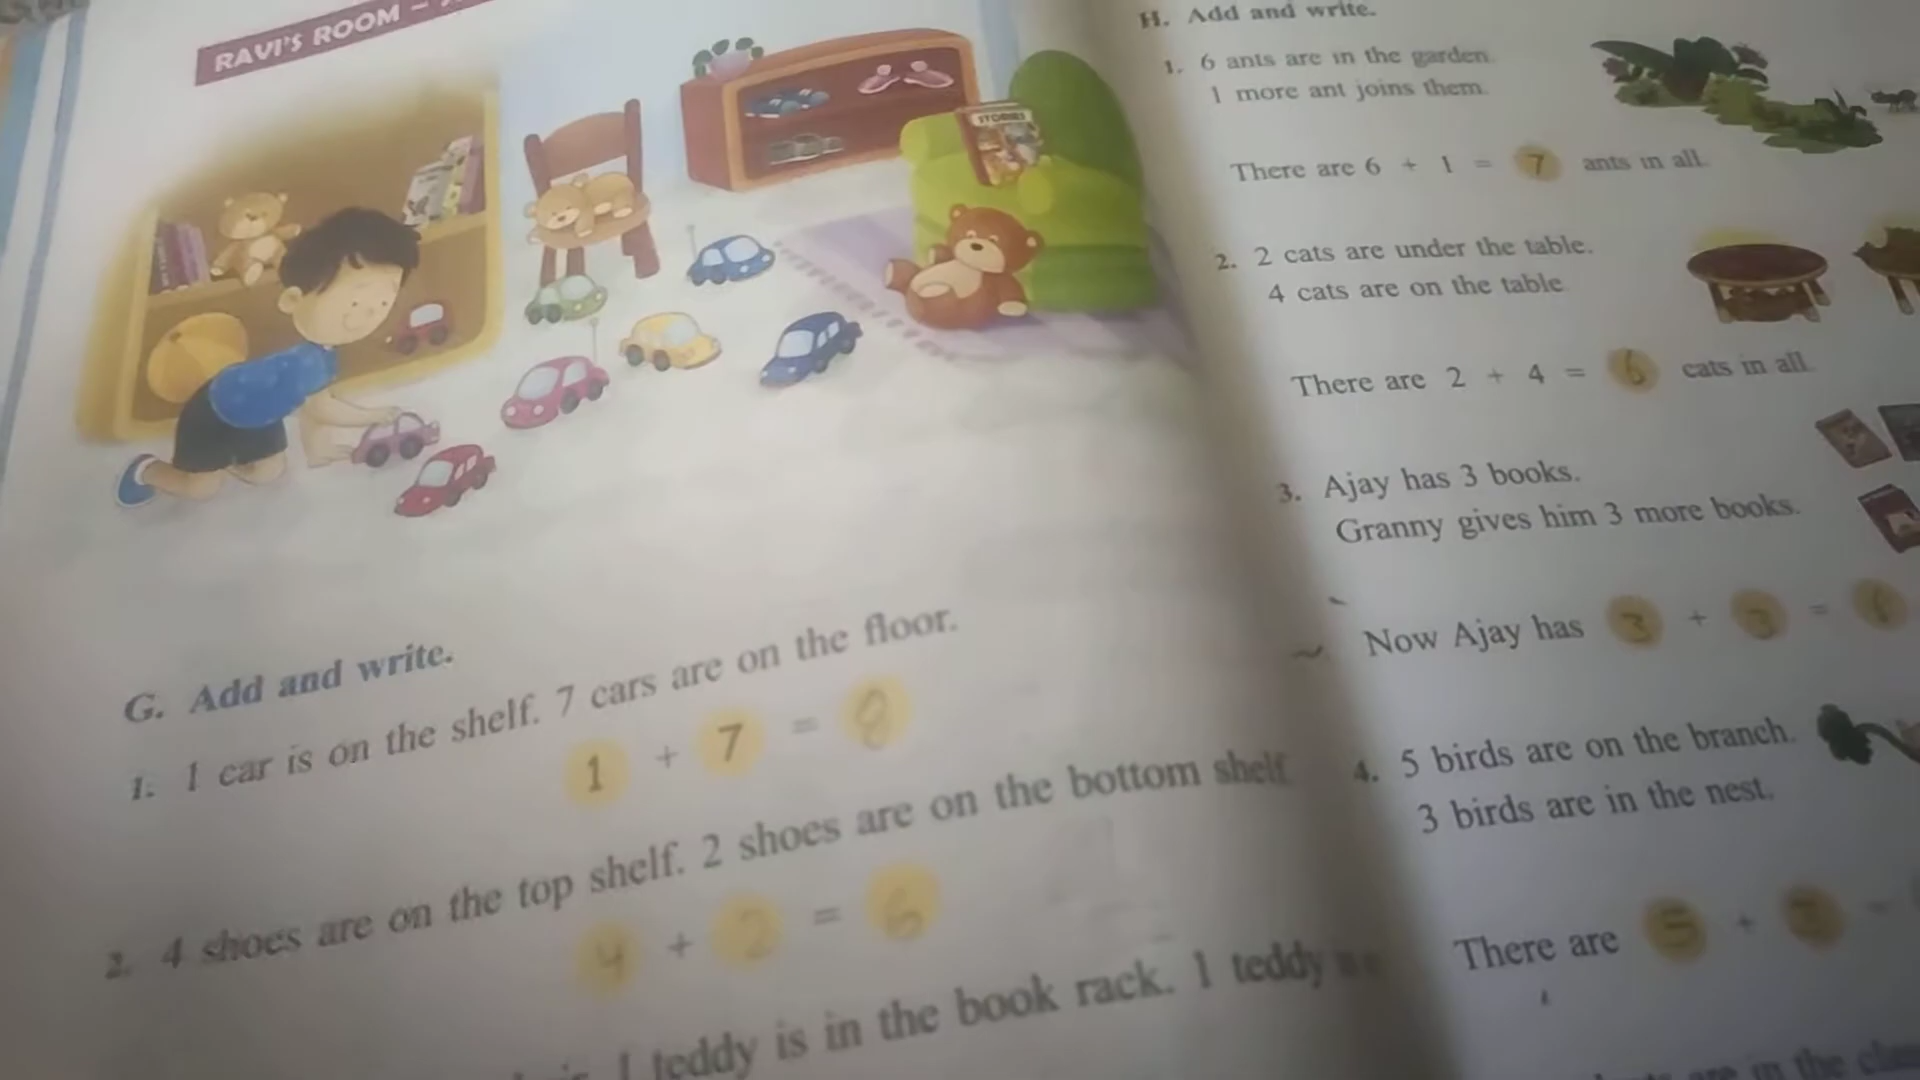 RAVI'S ROOM –
STORIES
G. Add and write.
1. 1 car is on the shelf. 7 cars are on the floor.
1 + 7 = 8
2. 4 shoes are on the top shelf. 2 shoes are on the bottom shelf
4 + 2 = 6
1 teddy is in the book rack. 1 teddy
H. Add and write.
1. 6 ants are in the garden.
1 more ant joins them.
There are 6 + 1 = 7 ants in all.
2. 2 cats are under the table.
4 cats are on the table
There are 2 + 4 = 6 cats in all.
3. Ajay has 3 books.
Granny gives him 3 more books.
Now Ajay has 3 + 3 = 6
4. 5 birds are on the branch.
3 birds are in the nest.
There are 5 + 3
are in the